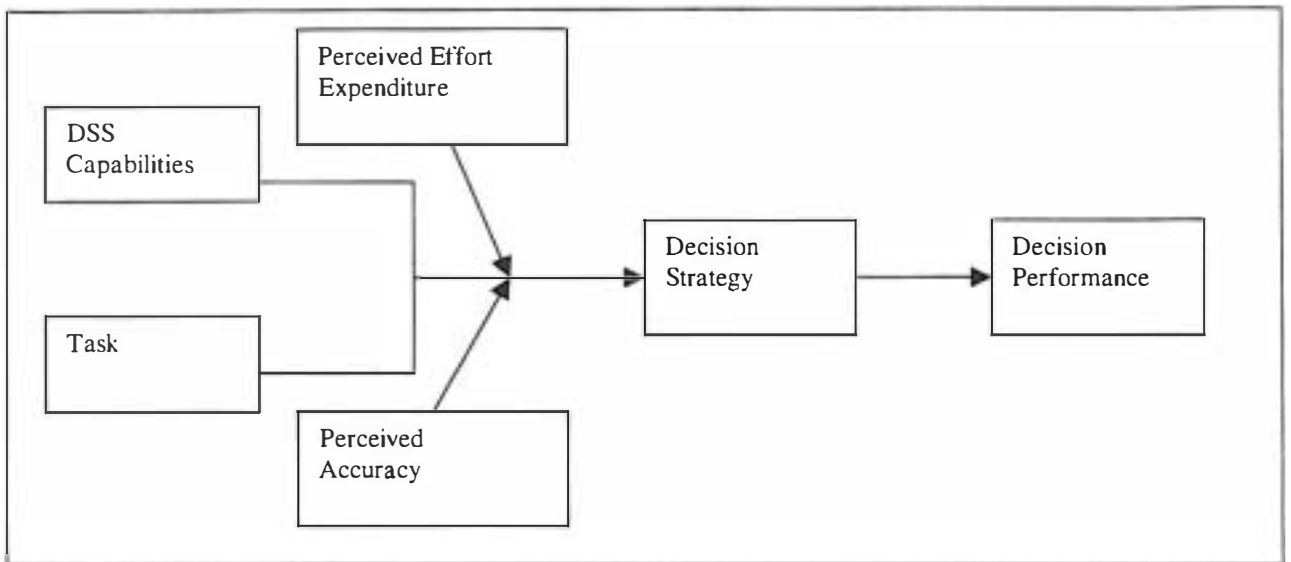 Perceived Effort
Expenditure
DSS
Capabilities
Decision
Strategy
Decision
Performance
Task
Perceived
Accuracy